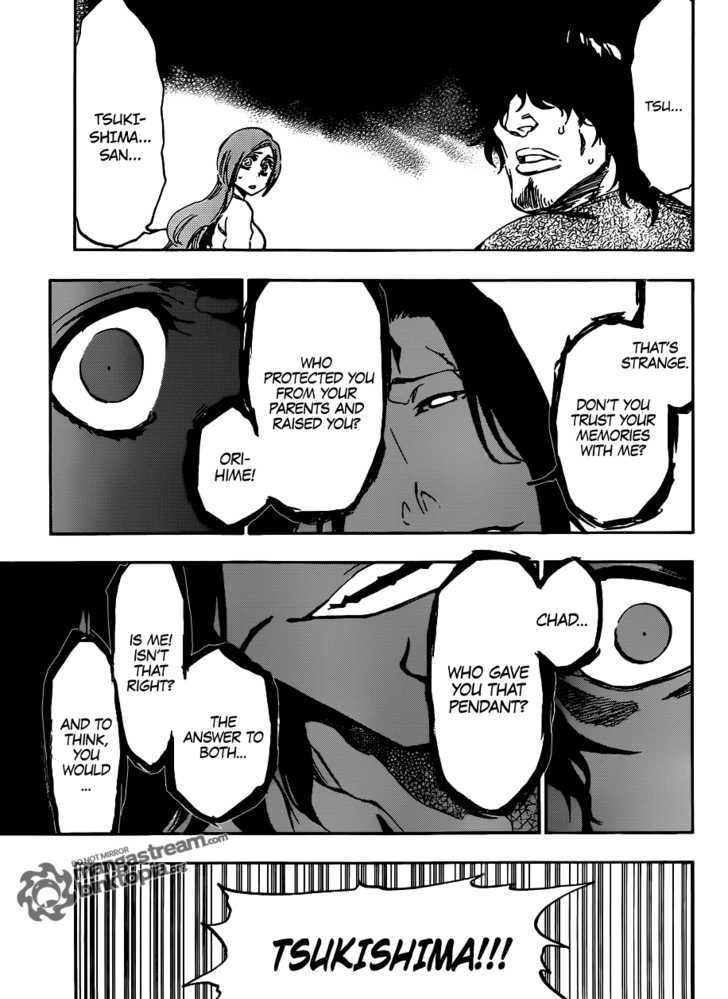 TSU...
TSUKI-
SHIMA...
SAN...
THAT'S
STRANGE.
DON'T YOU
TRUST YOUR
MEMORIES
WITH ME?
ORI-
HIME!
WHO
PROTECTED YOU
FROM YOUR
PARENTS AND
RAISED YOU?
CHAD...
WHO GAVE
YOU THAT
PENDANT?
THE
ANSWER TO
BOTH...
IS ME!
ISN'T
THAT
RIGHT?
AND TO
THINK,
YOU
WOULD
...
DO NOT MIRROR
mangastream.com
binktopia.org
TSUKISHIMA!!!